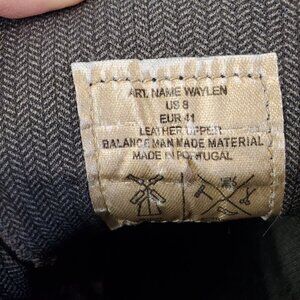 ART. NAME WAYLEN
US 8
EUR 41
LEATHER UPPER
BALANCE MAN MADE MATERIAL
MADE IN PORTUGAL